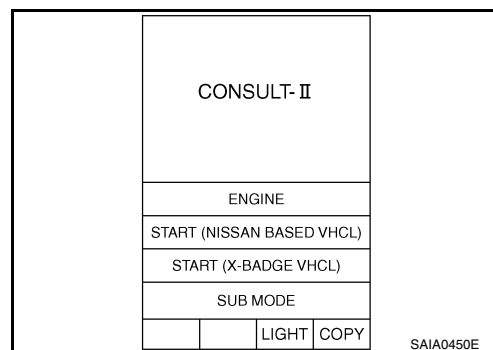 CONSULT-II
ENGINE
START (NISSAN BASED VHCL)
START (X-BADGE VHCL)
SUB MODE
LIGHT COPY
SAIA0450E